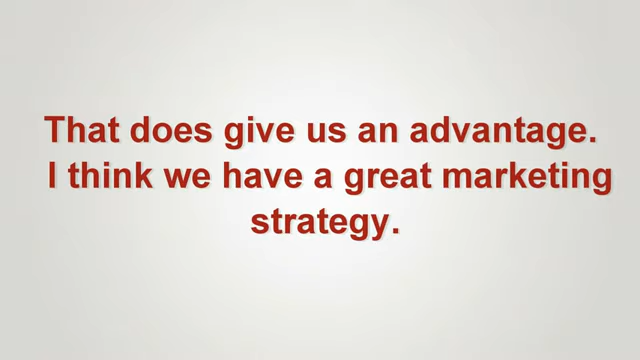 That does give us an advantage.
I think we have a great marketing
strategy.